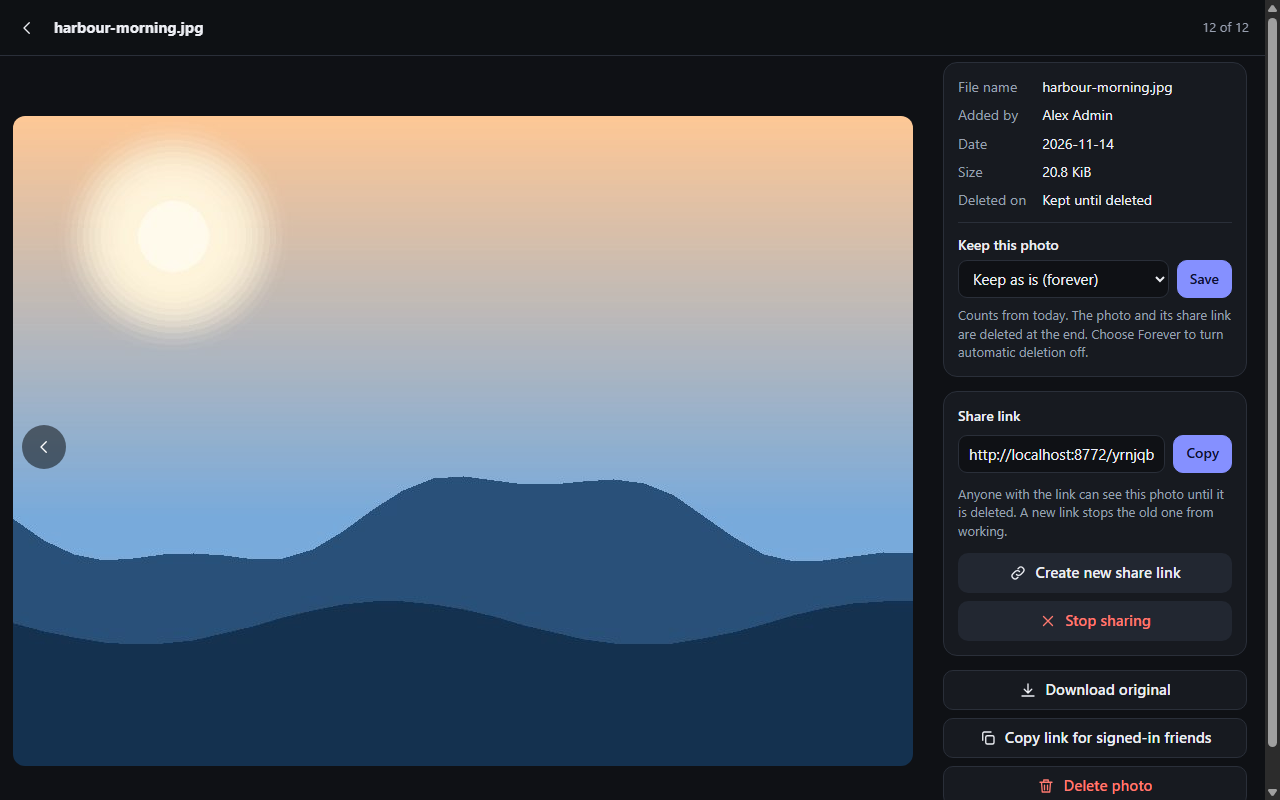 harbour-morning.jpg
12 of 12
File name harbour-morning.jpg
Added by Alex Admin
Date 2026-11-14
Size 20.8 KiB
Deleted on Kept until deleted
Keep this photo
Keep as is (forever)
Save
Counts from today. The photo and its share link
are deleted at the end. Choose Forever to turn
automatic deletion off.
Share link
http://localhost:8772/yrnjqb
Copy
Anyone with the link can see this photo until it
is deleted. A new link stops the old one from
working.
Create new share link
Stop sharing
Download original
Copy link for signed-in friends
Delete photo